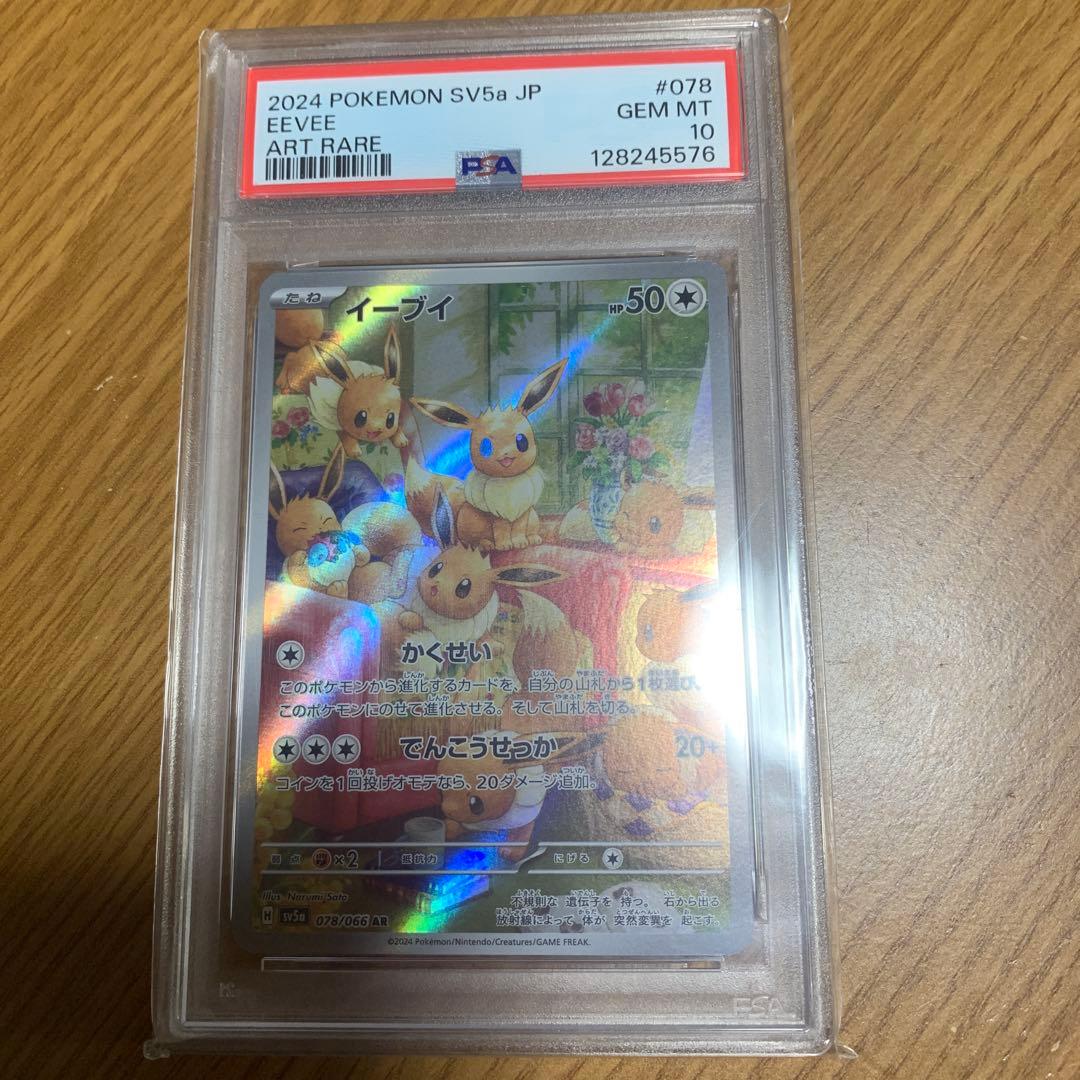 2024 POKEMON SV5a JP #078
EEVEE GEM MT
ART RARE 10
PSA 128245576
たね イーブイ HP50
かくせい
このポケモンから進化するカードを、自分の山札から1枚選び、
このポケモンにのせて進化させる。そして山札を切る。
でんこうせっか 20+
コインを1回投げオモテなら、20ダメージ追加。
弱点 ×2 抵抗力 にげる
Illus. Narumi Sato
不規則な 遺伝子を 持つ。 石から出る
H sv5a 078/066 AR
放射線によって 体が 突然変異を 起こす。
©2024 Pokémon/Nintendo/Creatures/GAME FREAK.
PSA